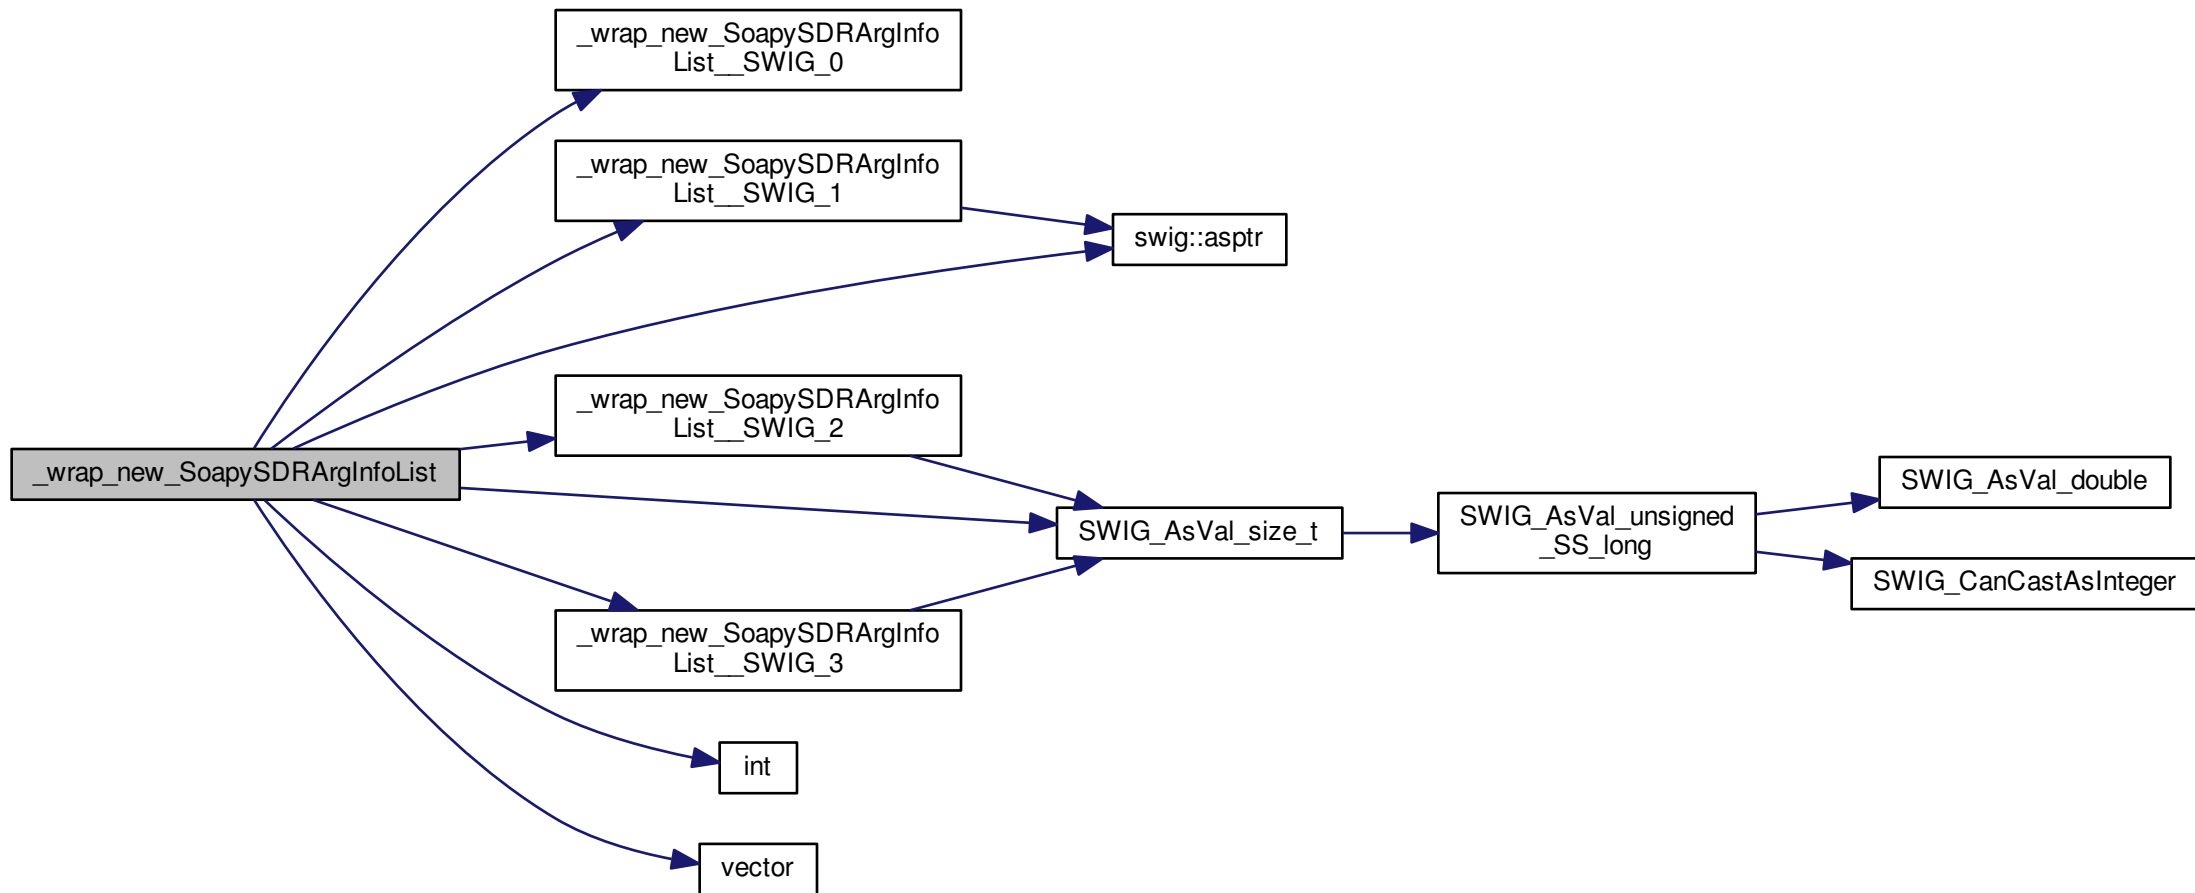 _wrap_new_SoapySDRArgInfo
List__SWIG_0
_wrap_new_SoapySDRArgInfo
List__SWIG_1
swig::asptr
_wrap_new_SoapySDRArgInfo
List__SWIG_2
_wrap_new_SoapySDRArgInfoList
SWIG_AsVal_size_t
SWIG_AsVal_unsigned
_SS_long
SWIG_AsVal_double
SWIG_CanCastAsInteger
_wrap_new_SoapySDRArgInfo
List__SWIG_3
int
vector